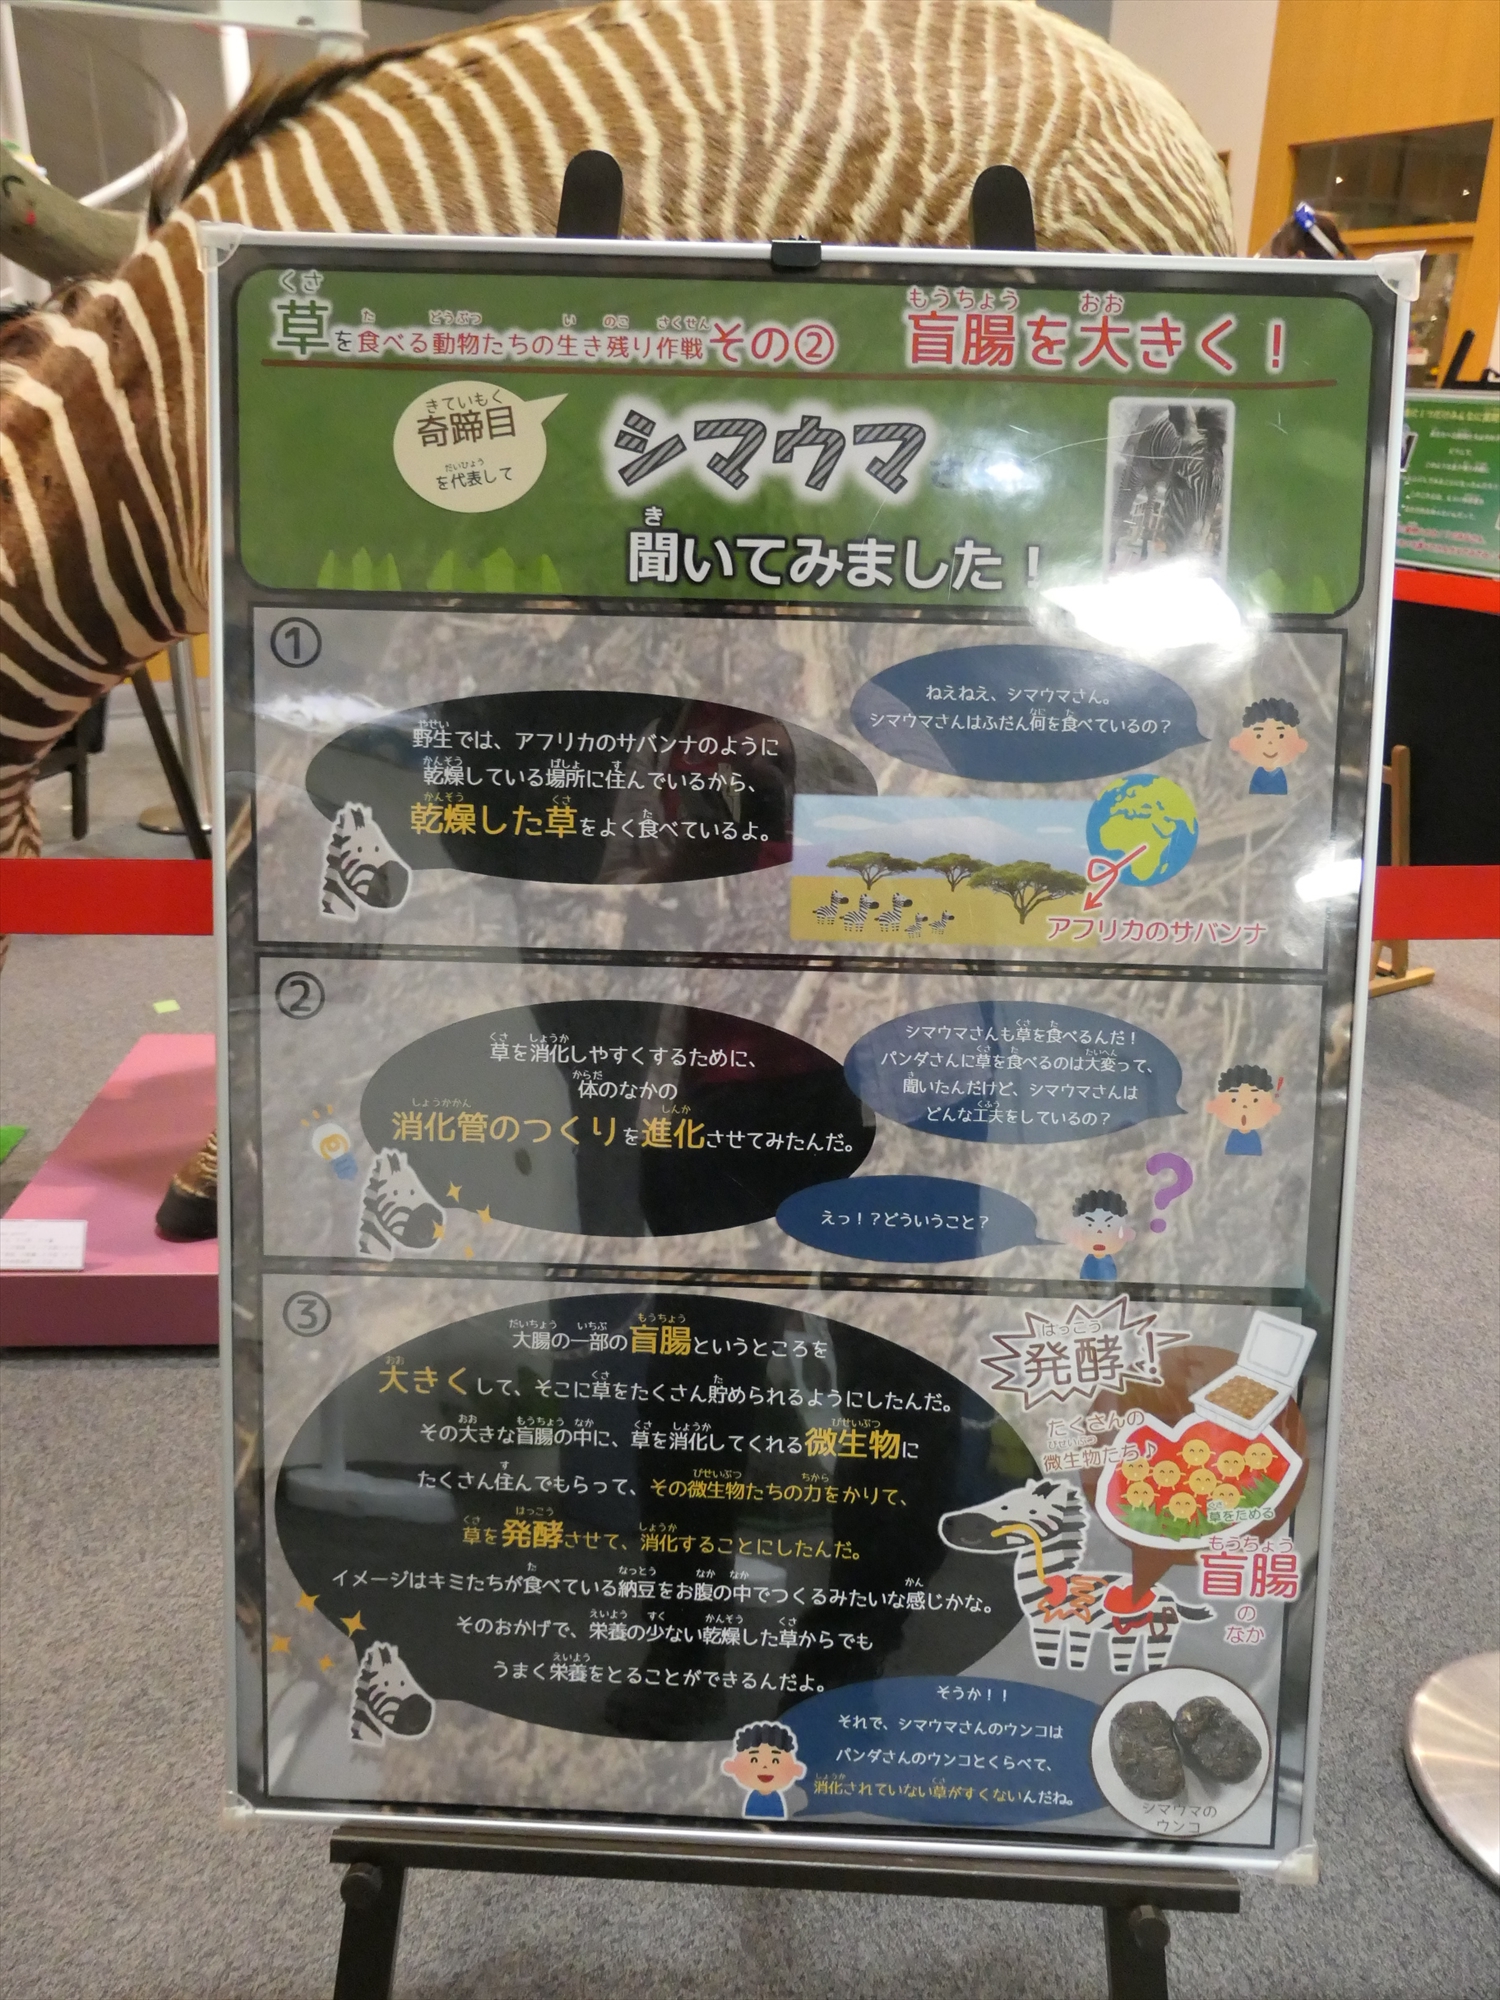 草を食べる動物たちの生き残り作戦その② 盲腸を大きく！
奇蹄目
を代表して
シマウマ
聞いてみました！
①
ねえねえ、シマウマさん。
シマウマさんはふだん何を食べているの？
野生では、アフリカのサバンナのように
乾燥している場所に住んでいるから、
乾燥した草をよく食べているよ。
アフリカのサバンナ
②
シマウマさんも草を食べるんだ！
パンダさんに草を食べるのは大変って、
聞いたんだけど、シマウマさんは
どんな工夫をしているの？
草を消化しやすくするために、
体のなかの
消化管のつくりを進化させてみたんだ。
えっ！？どういうこと？
③
大腸の一部の盲腸というところを
大きくして、そこに草をたくさん貯められるようにしたんだ。
その大きな盲腸の中に、草を消化してくれる微生物に
たくさん住んでもらって、その微生物たちの力をかりて、
草を発酵させて、消化することにしたんだ。
イメージはキミたちが食べている納豆をお腹の中でつくるみたいな感じかな。
そのおかげで、栄養の少ない乾燥した草からでも
うまく栄養をとることができるんだよ。
発酵！
たくさんの
微生物たち♪
草をためる
盲腸
の
なか
そうか！！
それで、シマウマさんのウンコは
パンダさんのウンコとくらべて、
消化されていない草がすくないんだね。
シマウマの
ウンコ